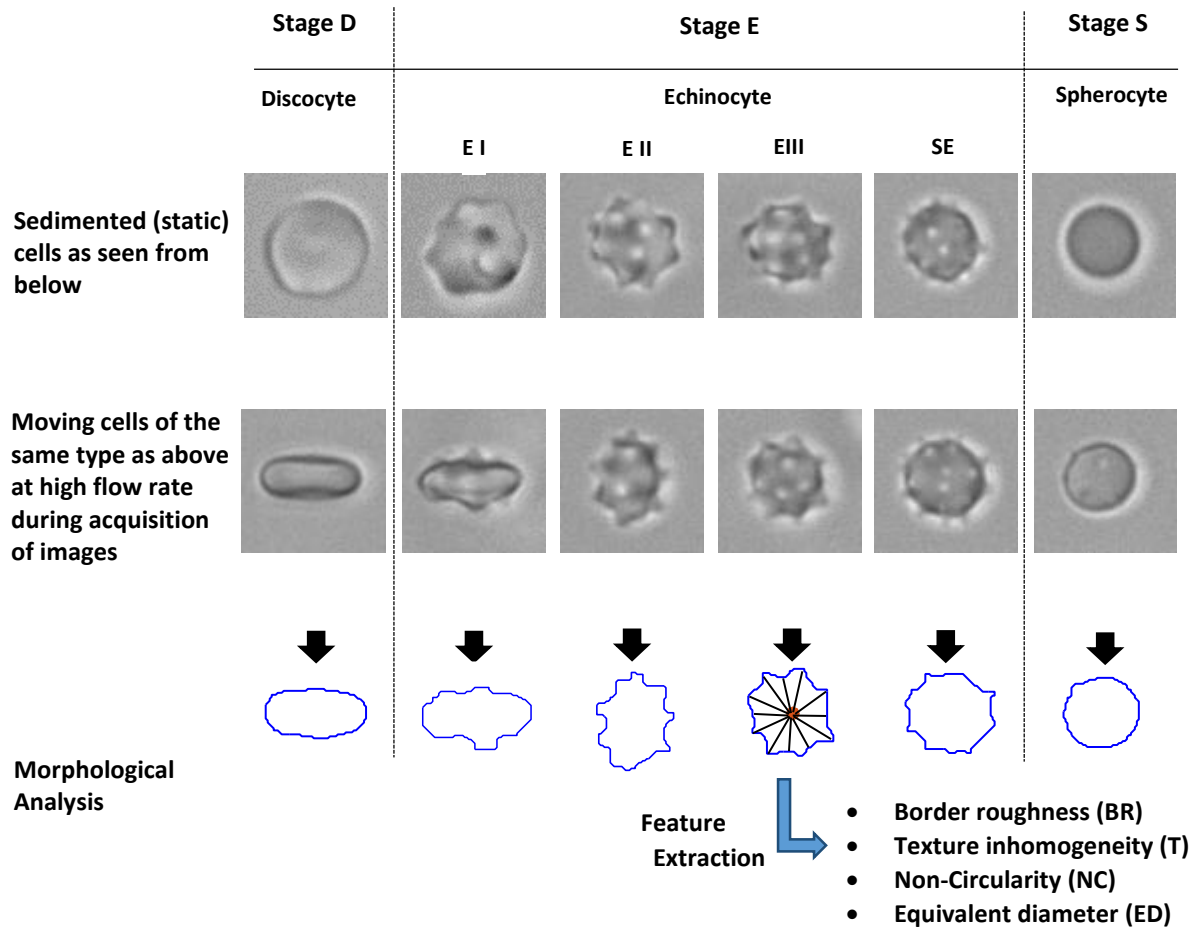 Stage D
Stage E
Stage S
Discocyte
Echinocyte
Spherocyte
E I
E II
EIII
SE
Sedimented (static)
cells as seen from
below
Moving cells of the
same type as above
at high flow rate
during acquisition
of images
Morphological
Analysis
Feature
Extraction
• Border roughness (BR)
• Texture inhomogeneity (T)
• Non-Circularity (NC)
• Equivalent diameter (ED)